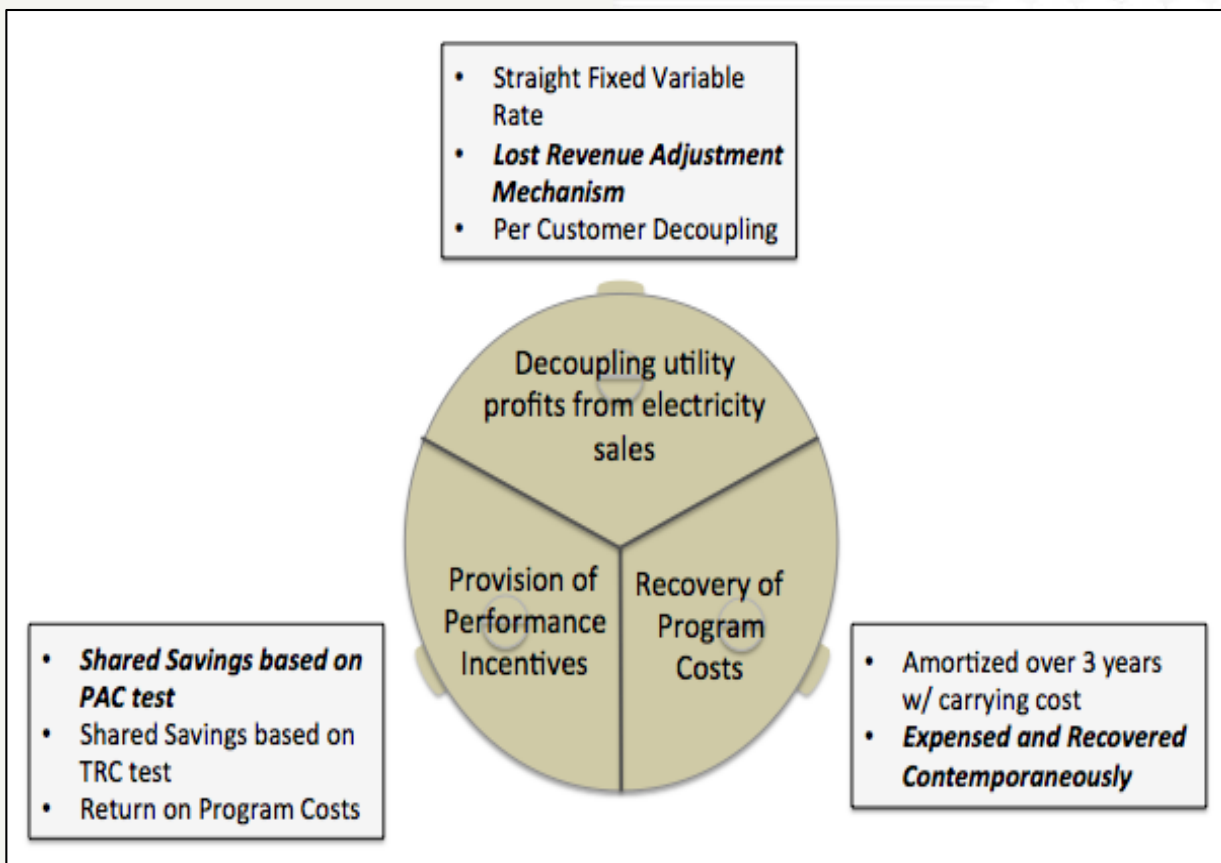 • Straight Fixed Variable
Rate
• Lost Revenue Adjustment
Mechanism
• Per Customer Decoupling
Decoupling utility
profits from electricity
sales
Provision of
Performance
Incentives
Recovery of
Program
Costs
• Shared Savings based on
PAC test
• Shared Savings based on
TRC test
• Return on Program Costs
• Amortized over 3 years
w/ carrying cost
• Expensed and Recovered
Contemporaneously